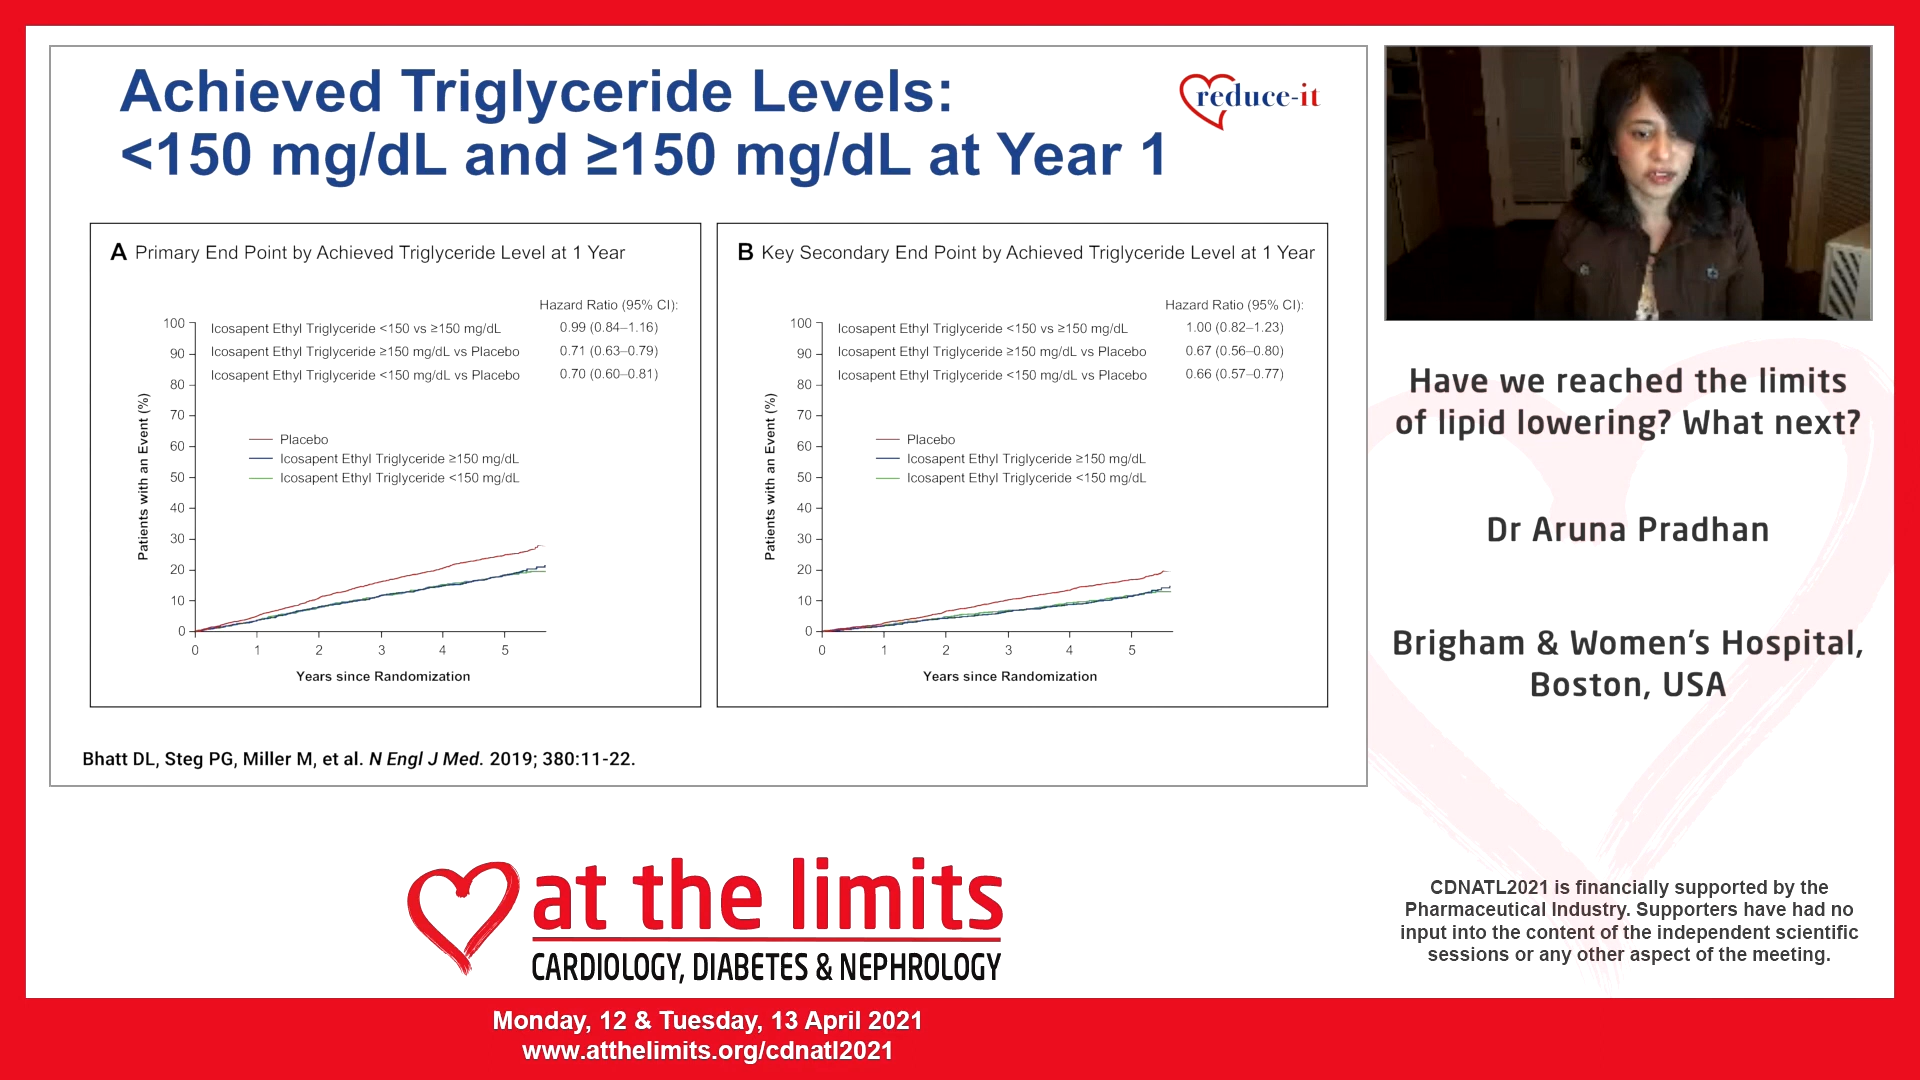 Achieved Triglyceride Levels:
<150 mg/dL and ≥150 mg/dL at Year 1
reduce-it
A Primary End Point by Achieved Triglyceride Level at 1 Year
Hazard Ratio (95% CI):
Icosapent Ethyl Triglyceride <150 vs ≥150 mg/dL 0.99 (0.84–1.16)
Icosapent Ethyl Triglyceride ≥150 mg/dL vs Placebo 0.71 (0.63–0.79)
Icosapent Ethyl Triglyceride <150 mg/dL vs Placebo 0.70 (0.60–0.81)
Placebo
Icosapent Ethyl Triglyceride ≥150 mg/dL
Icosapent Ethyl Triglyceride <150 mg/dL
Patients with an Event (%)
100
90
80
70
60
50
40
30
20
10
0
0 1 2 3 4 5
Years since Randomization
B Key Secondary End Point by Achieved Triglyceride Level at 1 Year
Hazard Ratio (95% CI):
Icosapent Ethyl Triglyceride <150 vs ≥150 mg/dL 1.00 (0.82–1.23)
Icosapent Ethyl Triglyceride ≥150 mg/dL vs Placebo 0.67 (0.56–0.80)
Icosapent Ethyl Triglyceride <150 mg/dL vs Placebo 0.66 (0.57–0.77)
Placebo
Icosapent Ethyl Triglyceride ≥150 mg/dL
Icosapent Ethyl Triglyceride <150 mg/dL
Patients with an Event (%)
100
90
80
70
60
50
40
30
20
10
0
0 1 2 3 4 5
Years since Randomization
Bhatt DL, Steg PG, Miller M, et al. N Engl J Med. 2019; 380:11-22.
Have we reached the limits
of lipid lowering? What next?
Dr Aruna Pradhan
Brigham & Women's Hospital,
Boston, USA
CDNATL2021 is financially supported by the
Pharmaceutical Industry. Supporters have had no
input into the content of the independent scientific
sessions or any other aspect of the meeting.
at the limits
CARDIOLOGY, DIABETES & NEPHROLOGY
Monday, 12 & Tuesday, 13 April 2021
www.atthelimits.org/cdnatl2021